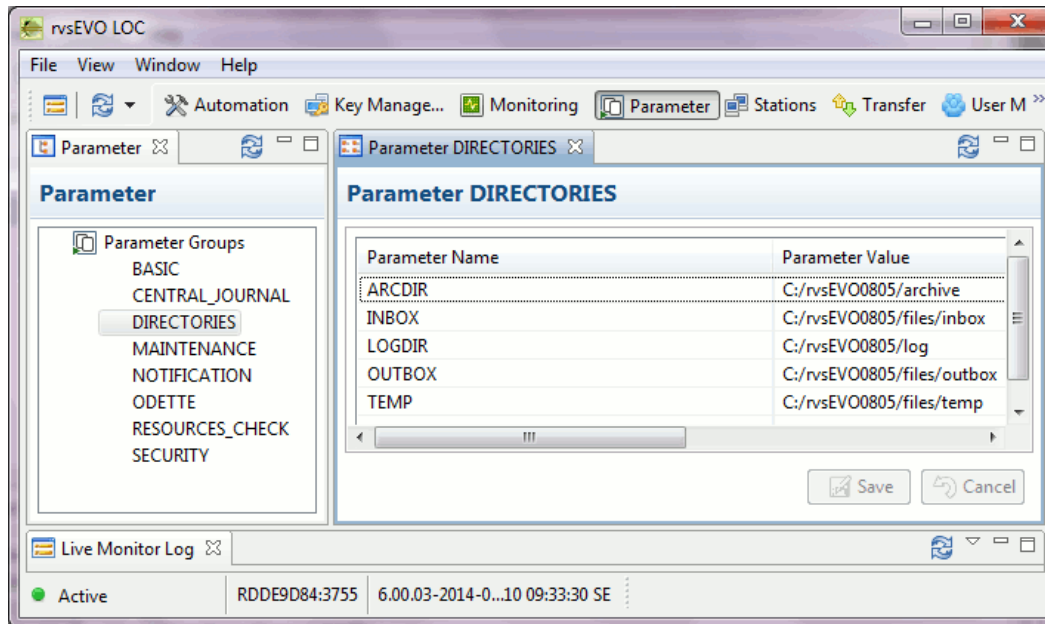 rvsEVO LOC
File View Window Help
Automation Key Manage... Monitoring Parameter Stations Transfer User M
Parameter Parameter DIRECTORIES
Parameter Parameter DIRECTORIES
Parameter Groups
BASIC
CENTRAL_JOURNAL
DIRECTORIES
MAINTENANCE
NOTIFICATION
ODETTE
RESOURCES_CHECK
SECURITY
Parameter Name Parameter Value
ARCDIR C:/rvsEVO0805/archive
INBOX C:/rvsEVO0805/files/inbox
LOGDIR C:/rvsEVO0805/log
OUTBOX C:/rvsEVO0805/files/outbox
TEMP C:/rvsEVO0805/files/temp
Save Cancel
Live Monitor Log
Active RDDE9D84:3755 6.00.03-2014-0...10 09:33:30 SE